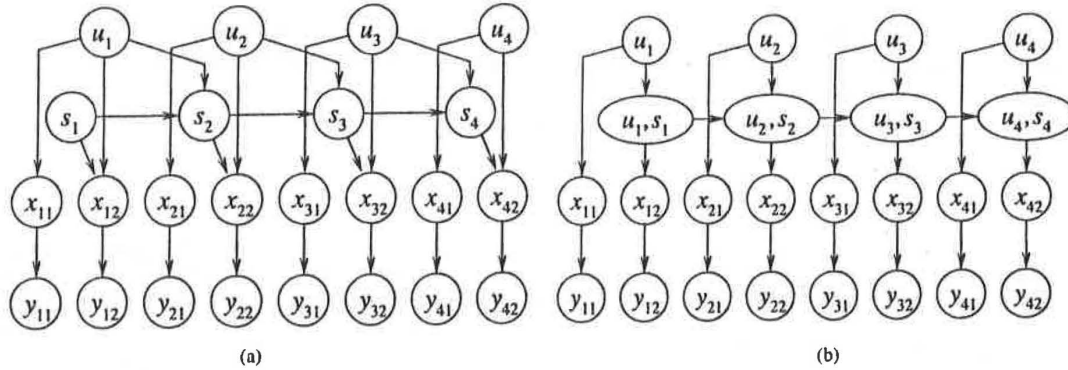 u1 u2 u3 u4 u1 u2 u3 u4
s1 s2 s3 s4 u1, s1 u2, s2 u3, s3 u4, s4
x11 x12 x21 x22 x31 x32 x41 x42 x11 x12 x21 x22 x31 x32 x41 x42
y11 y12 y21 y22 y31 y32 y41 y42 y11 y12 y21 y22 y31 y32 y41 y42
(a) (b)